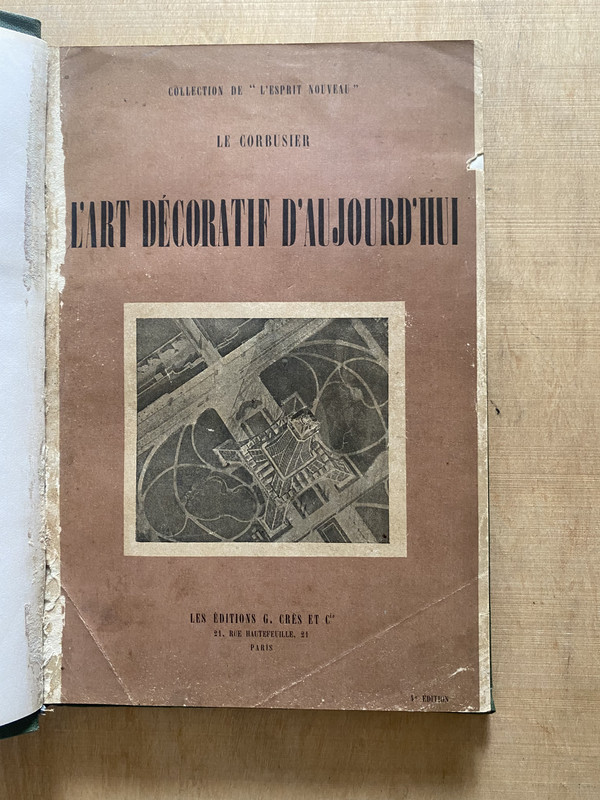 COLLECTION DE "L'ESPRIT NOUVEAU"
LE CORBUSIER
L'ART DÉCORATIF D'AUJOURD'HUI
LES ÉDITIONS G. CRÈS ET Cie
21, RUE HAUTEFEUILLE, 21
PARIS
ÉDITION